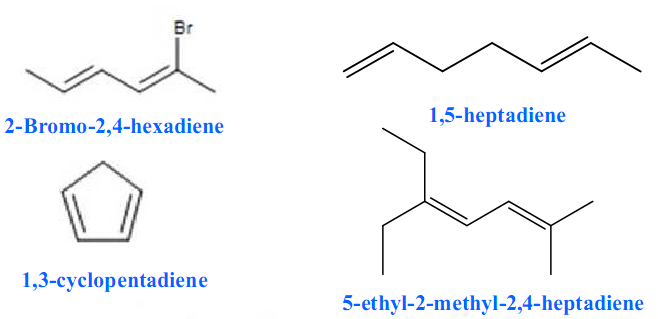 Br
2-Bromo-2,4-hexadiene
1,5-heptadiene
1,3-cyclopentadiene
5-ethyl-2-methyl-2,4-heptadiene